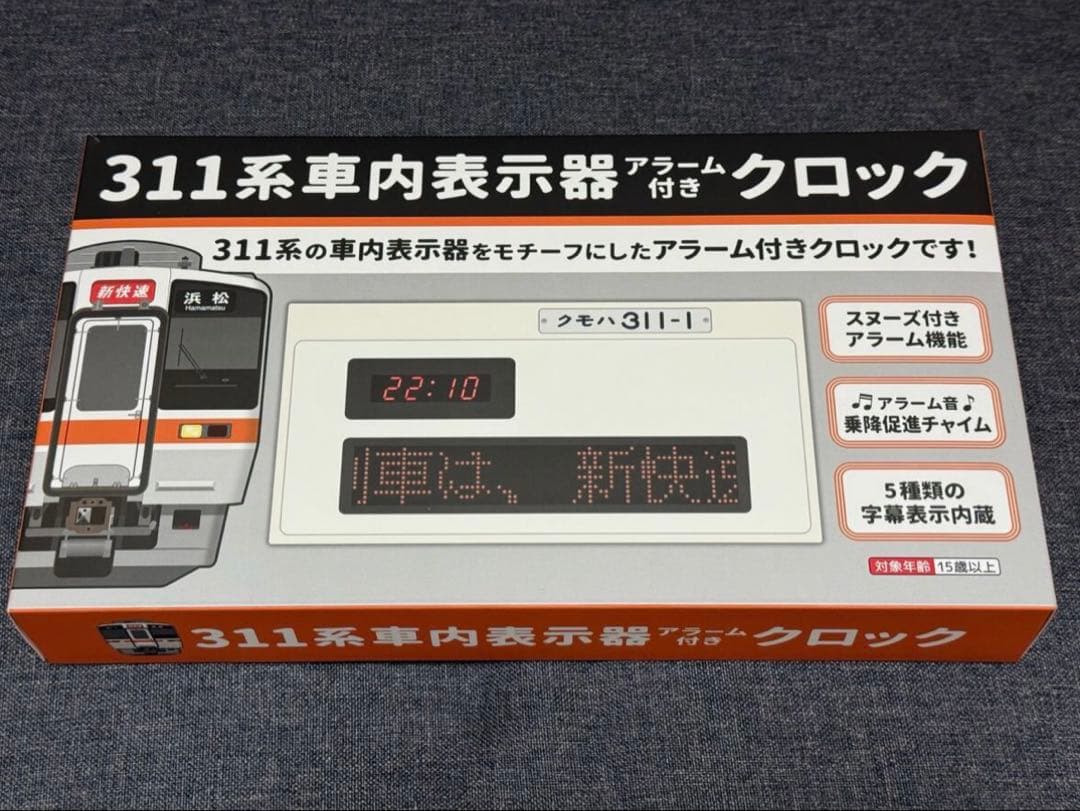 311系車内表示器アラーム付きクロック
311系の車内表示器をモチーフにしたアラーム付きクロックです!
新快速
浜松
Hamamatsu
クモハ311-1
22:10
車は、 新快速
スヌーズ付き
アラーム機能
アラーム音
乗降促進チャイム
5種類の
字幕表示内蔵
対象年齢 15歳以上
311系車内表示器アラーム付きクロック